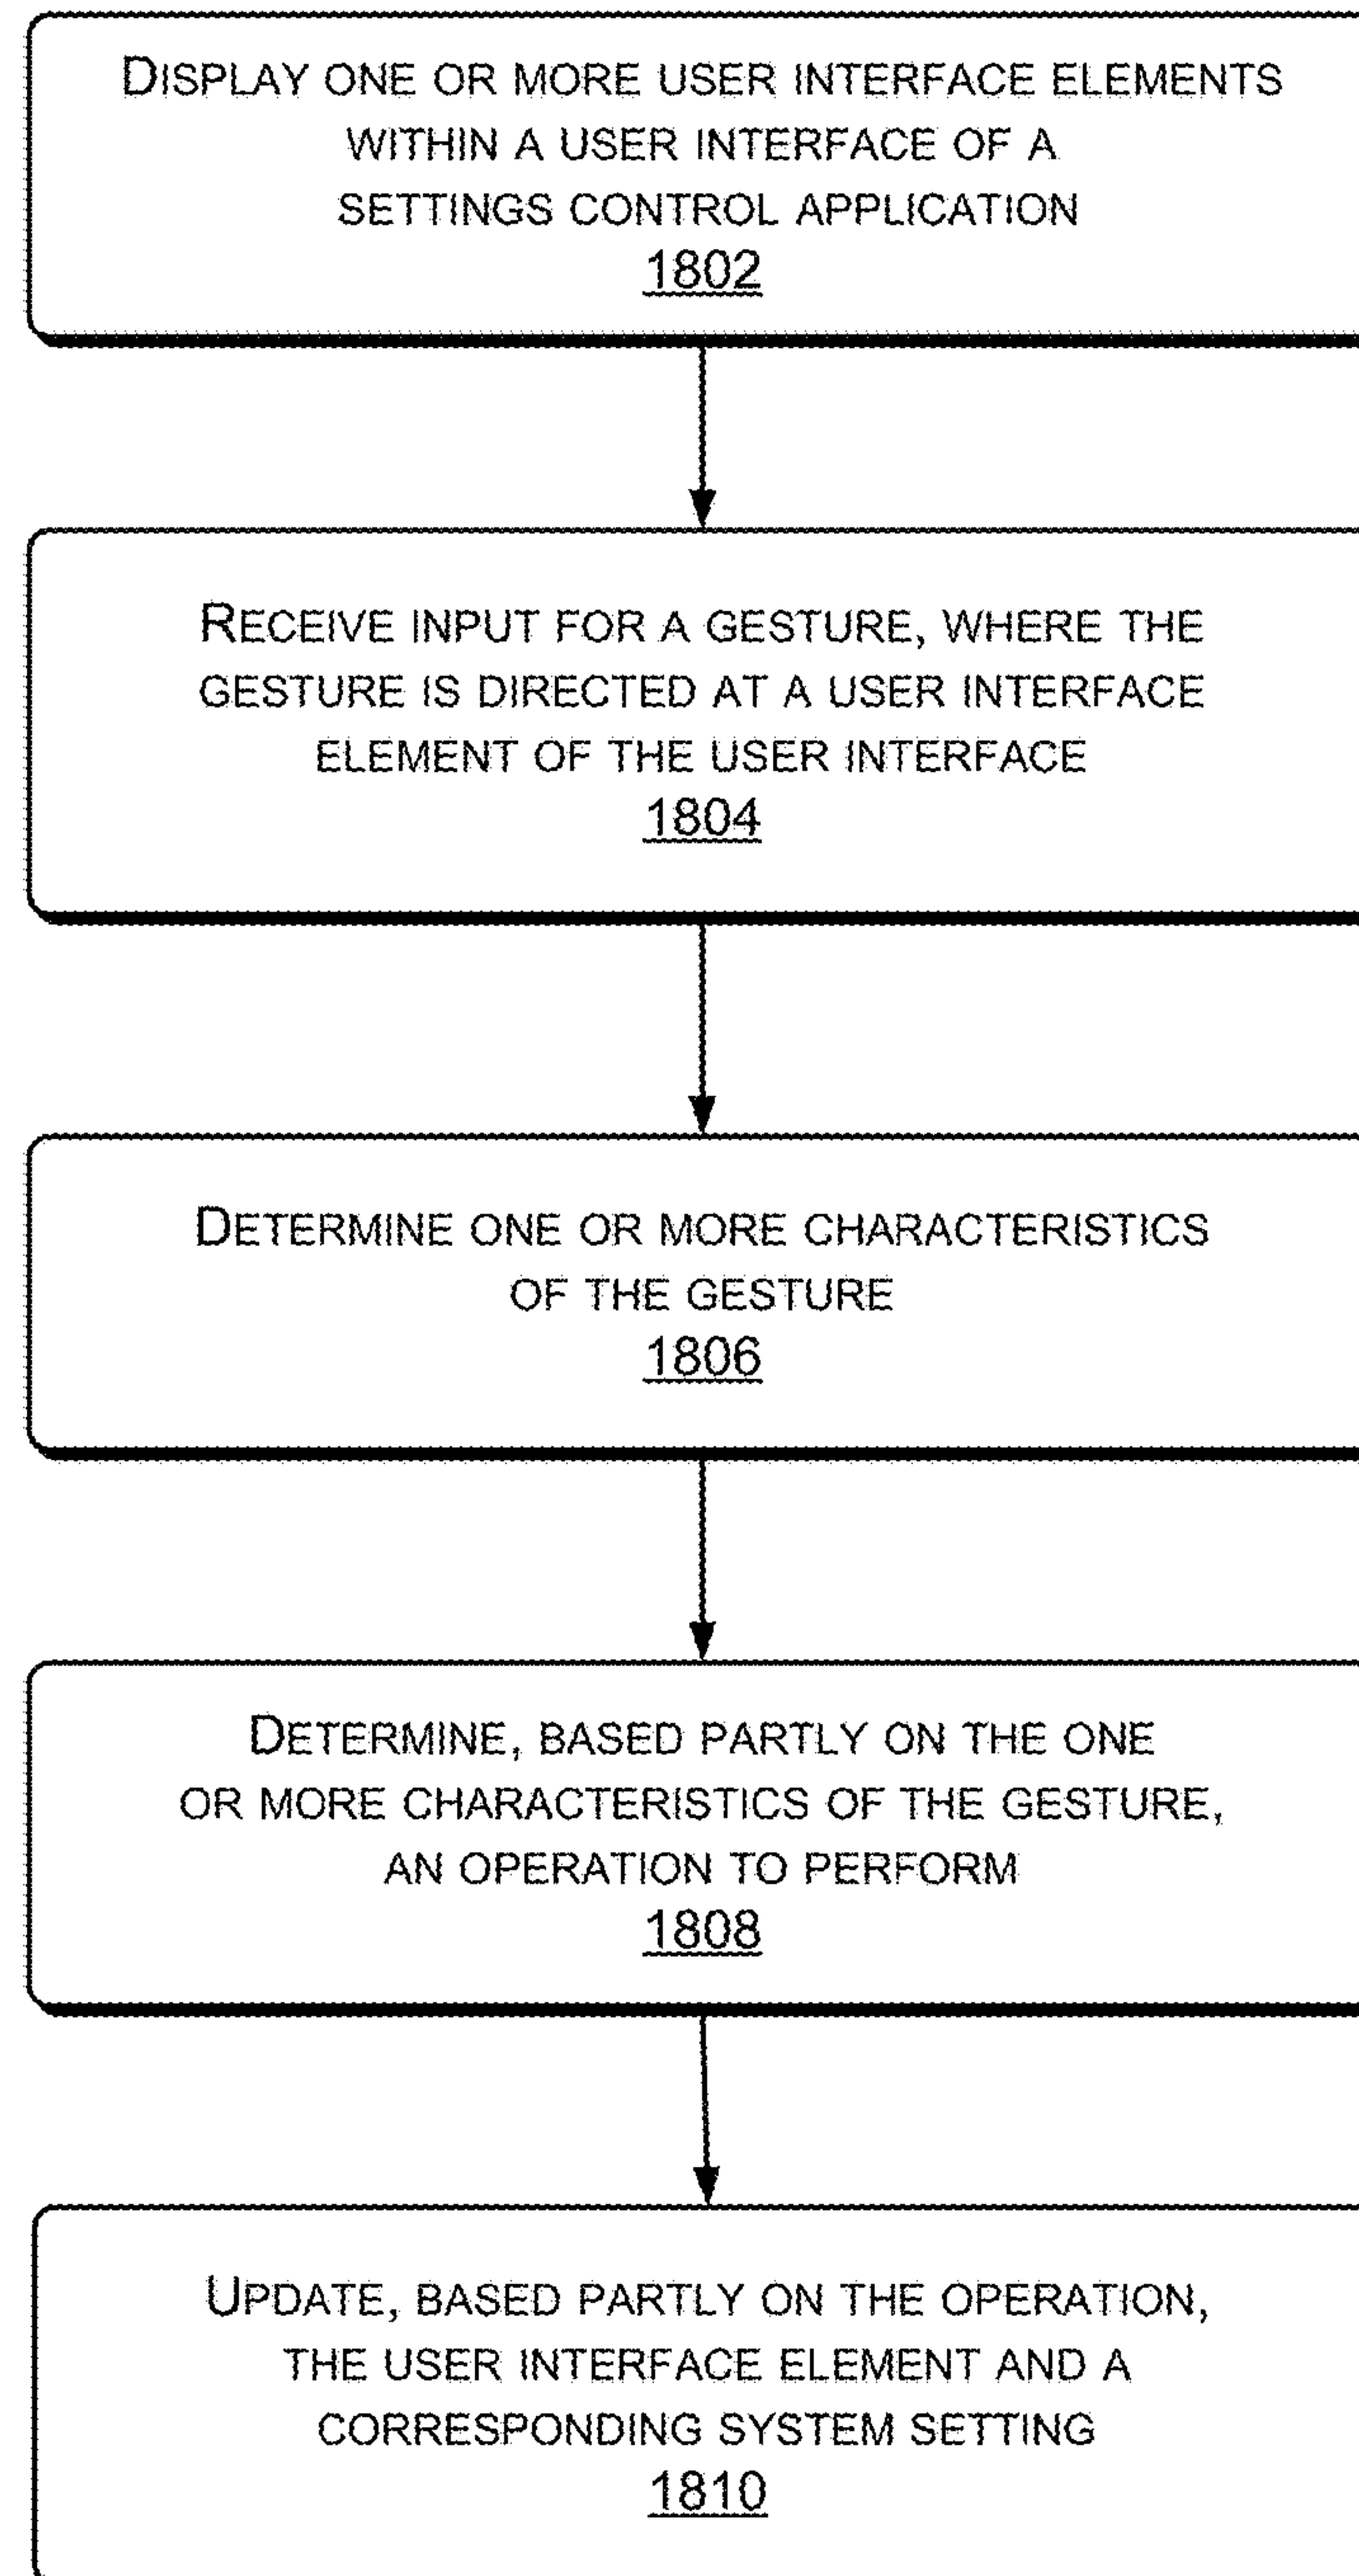 DISPLAY ONE OR MORE USER INTERFACE ELEMENTS
WITHIN A USER INTERFACE OF A
SETTINGS CONTROL APPLICATION
1802
RECEIVE INPUT FOR A GESTURE, WHERE THE
GESTURE IS DIRECTED AT A USER INTERFACE
ELEMENT OF THE USER INTERFACE
1804
DETERMINE ONE OR MORE CHARACTERISTICS
OF THE GESTURE
1806
DETERMINE, BASED PARTLY ON THE ONE
OR MORE CHARACTERISTICS OF THE GESTURE,
AN OPERATION TO PERFORM
1808
UPDATE, BASED PARTLY ON THE OPERATION,
THE USER INTERFACE ELEMENT AND A
CORRESPONDING SYSTEM SETTING
1810